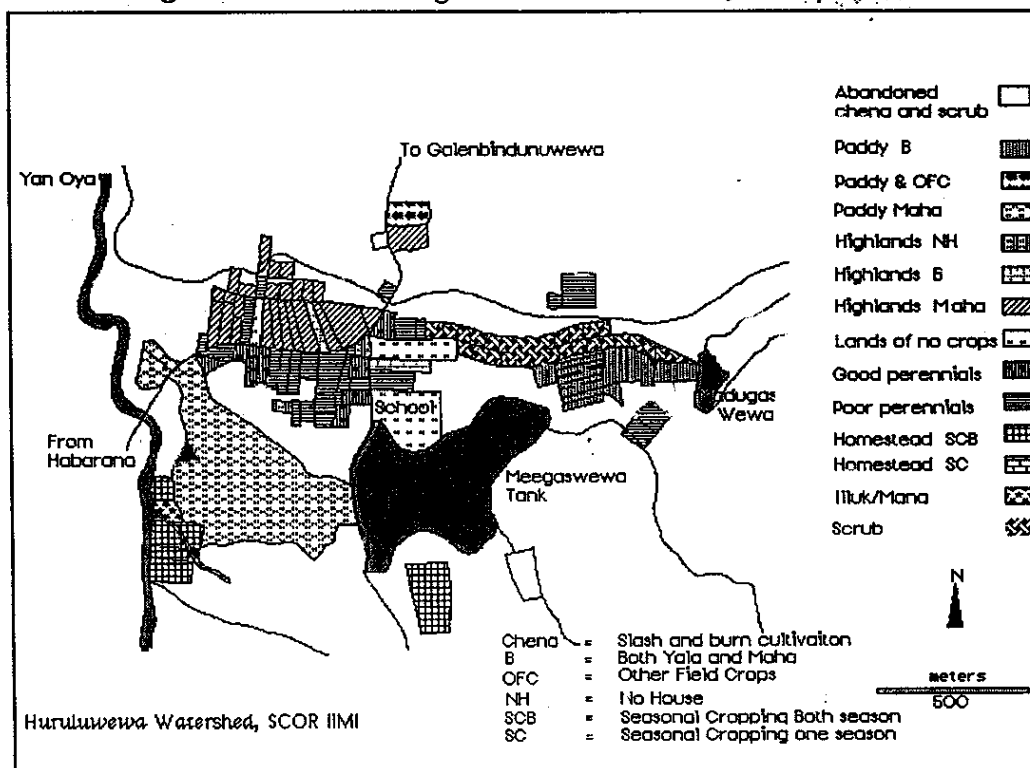 To Galenbindunuwewa
Yan Oya
School
From
Habarana
Meegaswewa
Tank
Wewa
Abandoned
chena and scrub
Paddy B
Paddy & OFC
Paddy Maha
Highlands NH
Highlands B
Highlands Maha
Lands of no crops
Good perennials
Poor perennials
Homestead SCB
Homestead SC
Illuk/Mana
Scrub
N
meters
500
Chena = Slash and burn cultivaiton
B = Both Yala and Maha
OFC = Other Field Crops
NH = No House
SCB = Seasonal Cropping Both season
SC = Seasonal Cropping one season
Huruluwewa Watershed, SCOR IIMI